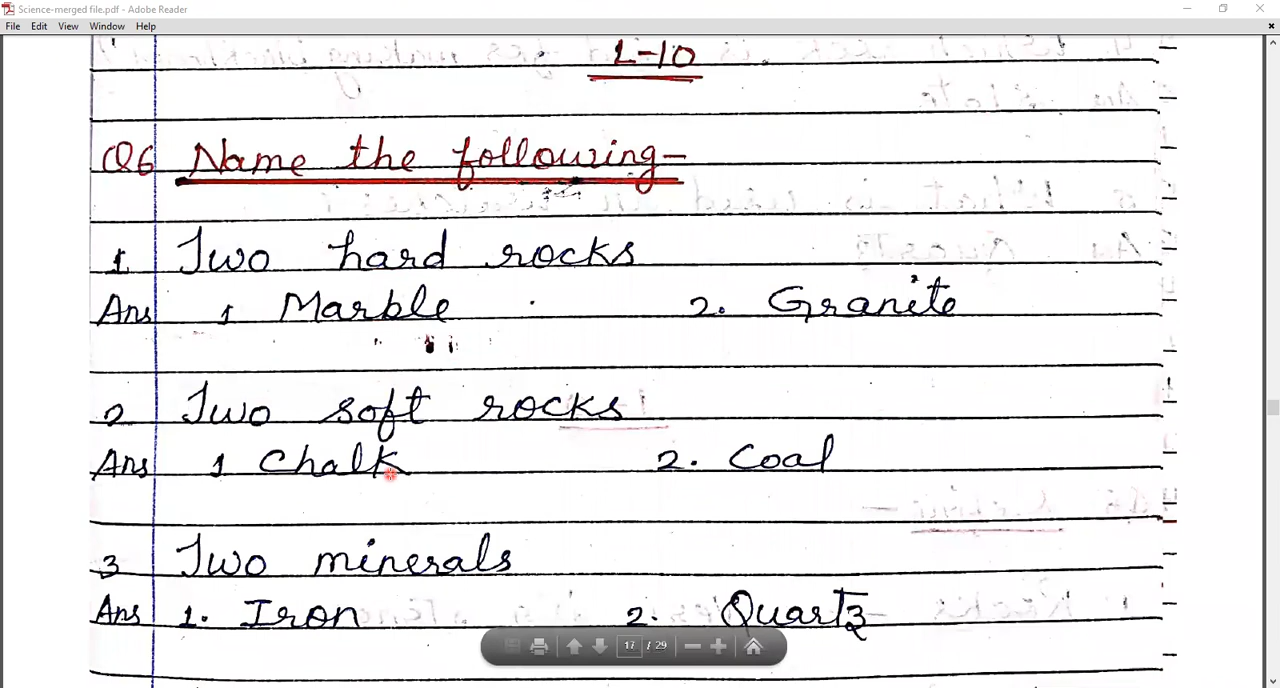 Science-merged file.pdf - Adobe Reader
File Edit View Window Help
L-10
Q6 Name the following-
1 Two hard rocks
Ans 1 Marble 2. Granite
2 Two soft rocks
Ans 1 Chalk 2. Coal
3 Two minerals
Ans 1. Iron 2. Quartz
17 / 29